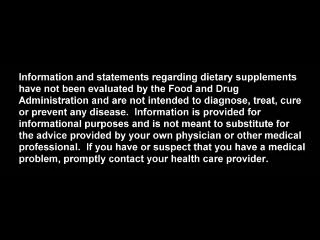 Information and statements regarding dietary supplements
have not been evaluated by the Food and Drug
Administration and are not intended to diagnose, treat, cure
or prevent any disease.  Information is provided for
informational purposes and is not meant to substitute for
the advice provided by your own physician or other medical
professional.  If you have or suspect that you have a medical
problem, promptly contact your health care provider.